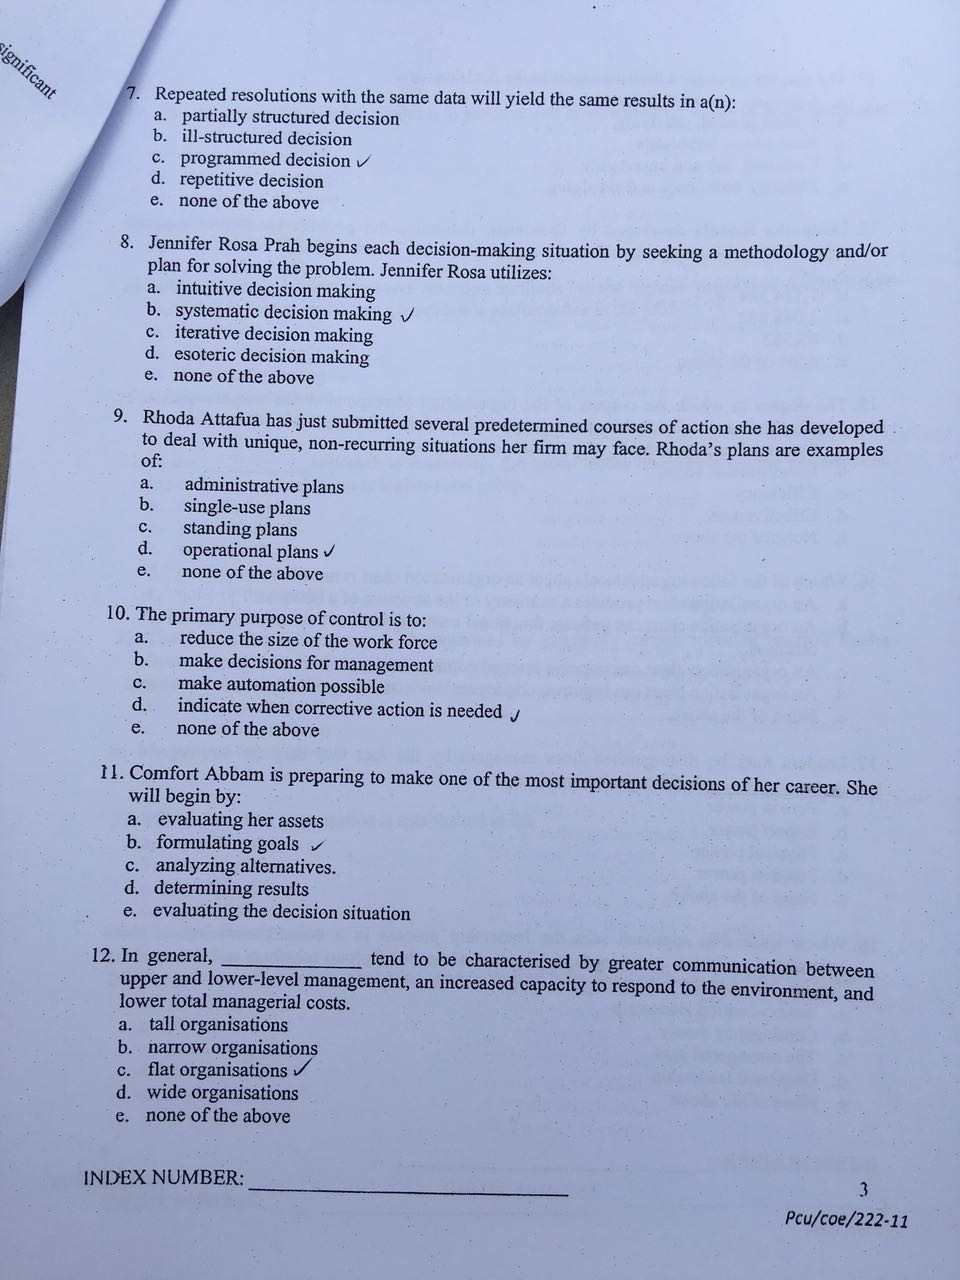 significant
7. Repeated resolutions with the same data will yield the same results in a(n):
a. partially structured decision
b. ill-structured decision
c. programmed decision ✓
d. repetitive decision
e. none of the above
8. Jennifer Rosa Prah begins each decision-making situation by seeking a methodology and/or
plan for solving the problem. Jennifer Rosa utilizes:
a. intuitive decision making
b. systematic decision making ✓
c. iterative decision making
d. esoteric decision making
e. none of the above
9. Rhoda Attafua has just submitted several predetermined courses of action she has developed
to deal with unique, non-recurring situations her firm may face. Rhoda's plans are examples
of:
a. administrative plans
b. single-use plans
c. standing plans
d. operational plans ✓
e. none of the above
10. The primary purpose of control is to:
a. reduce the size of the work force
b. make decisions for management
c. make automation possible
d. indicate when corrective action is needed ✓
e. none of the above
11. Comfort Abbam is preparing to make one of the most important decisions of her career. She
will begin by:
a. evaluating her assets
b. formulating goals ✓
c. analyzing alternatives.
d. determining results
e. evaluating the decision situation
12. In general, ____________ tend to be characterised by greater communication between
upper and lower-level management, an increased capacity to respond to the environment, and
lower total managerial costs.
a. tall organisations
b. narrow organisations
c. flat organisations ✓
d. wide organisations
e. none of the above
INDEX NUMBER: ____________
3
Pcu/coe/222-11